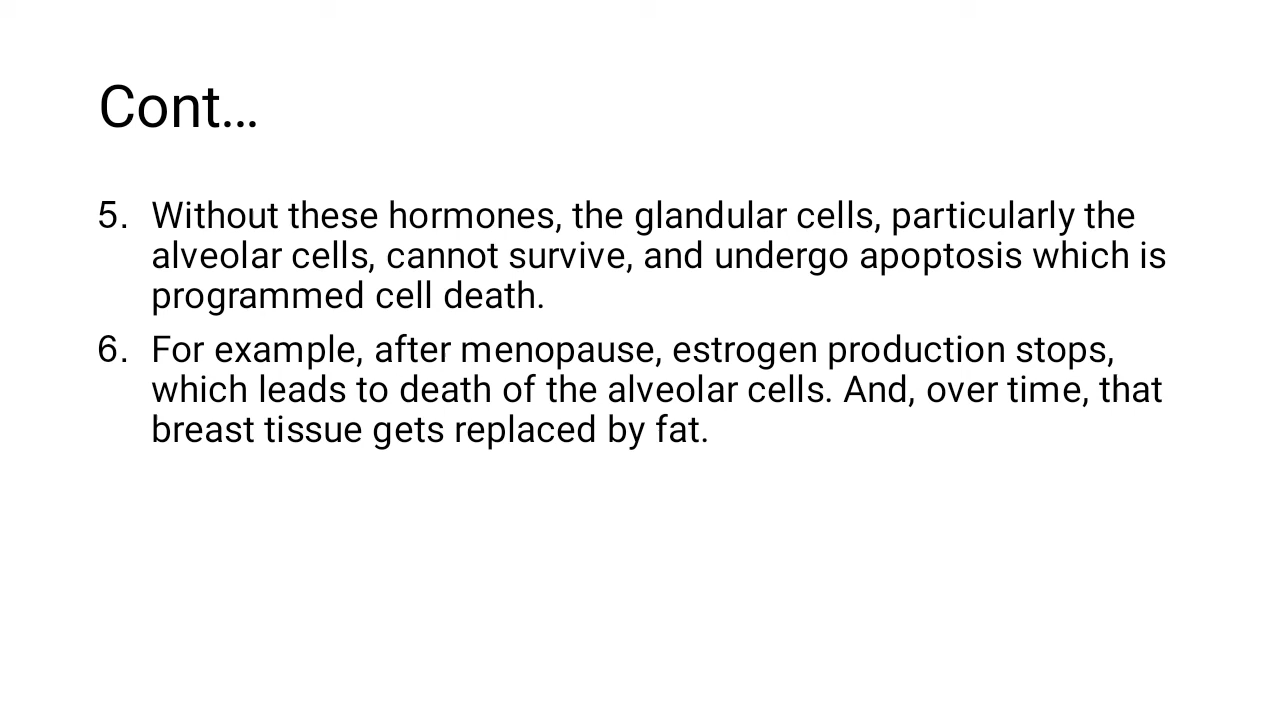 Cont…
5. Without these hormones, the glandular cells, particularly the
alveolar cells, cannot survive, and undergo apoptosis which is
programmed cell death.
6. For example, after menopause, estrogen production stops,
which leads to death of the alveolar cells. And, over time, that
breast tissue gets replaced by fat.